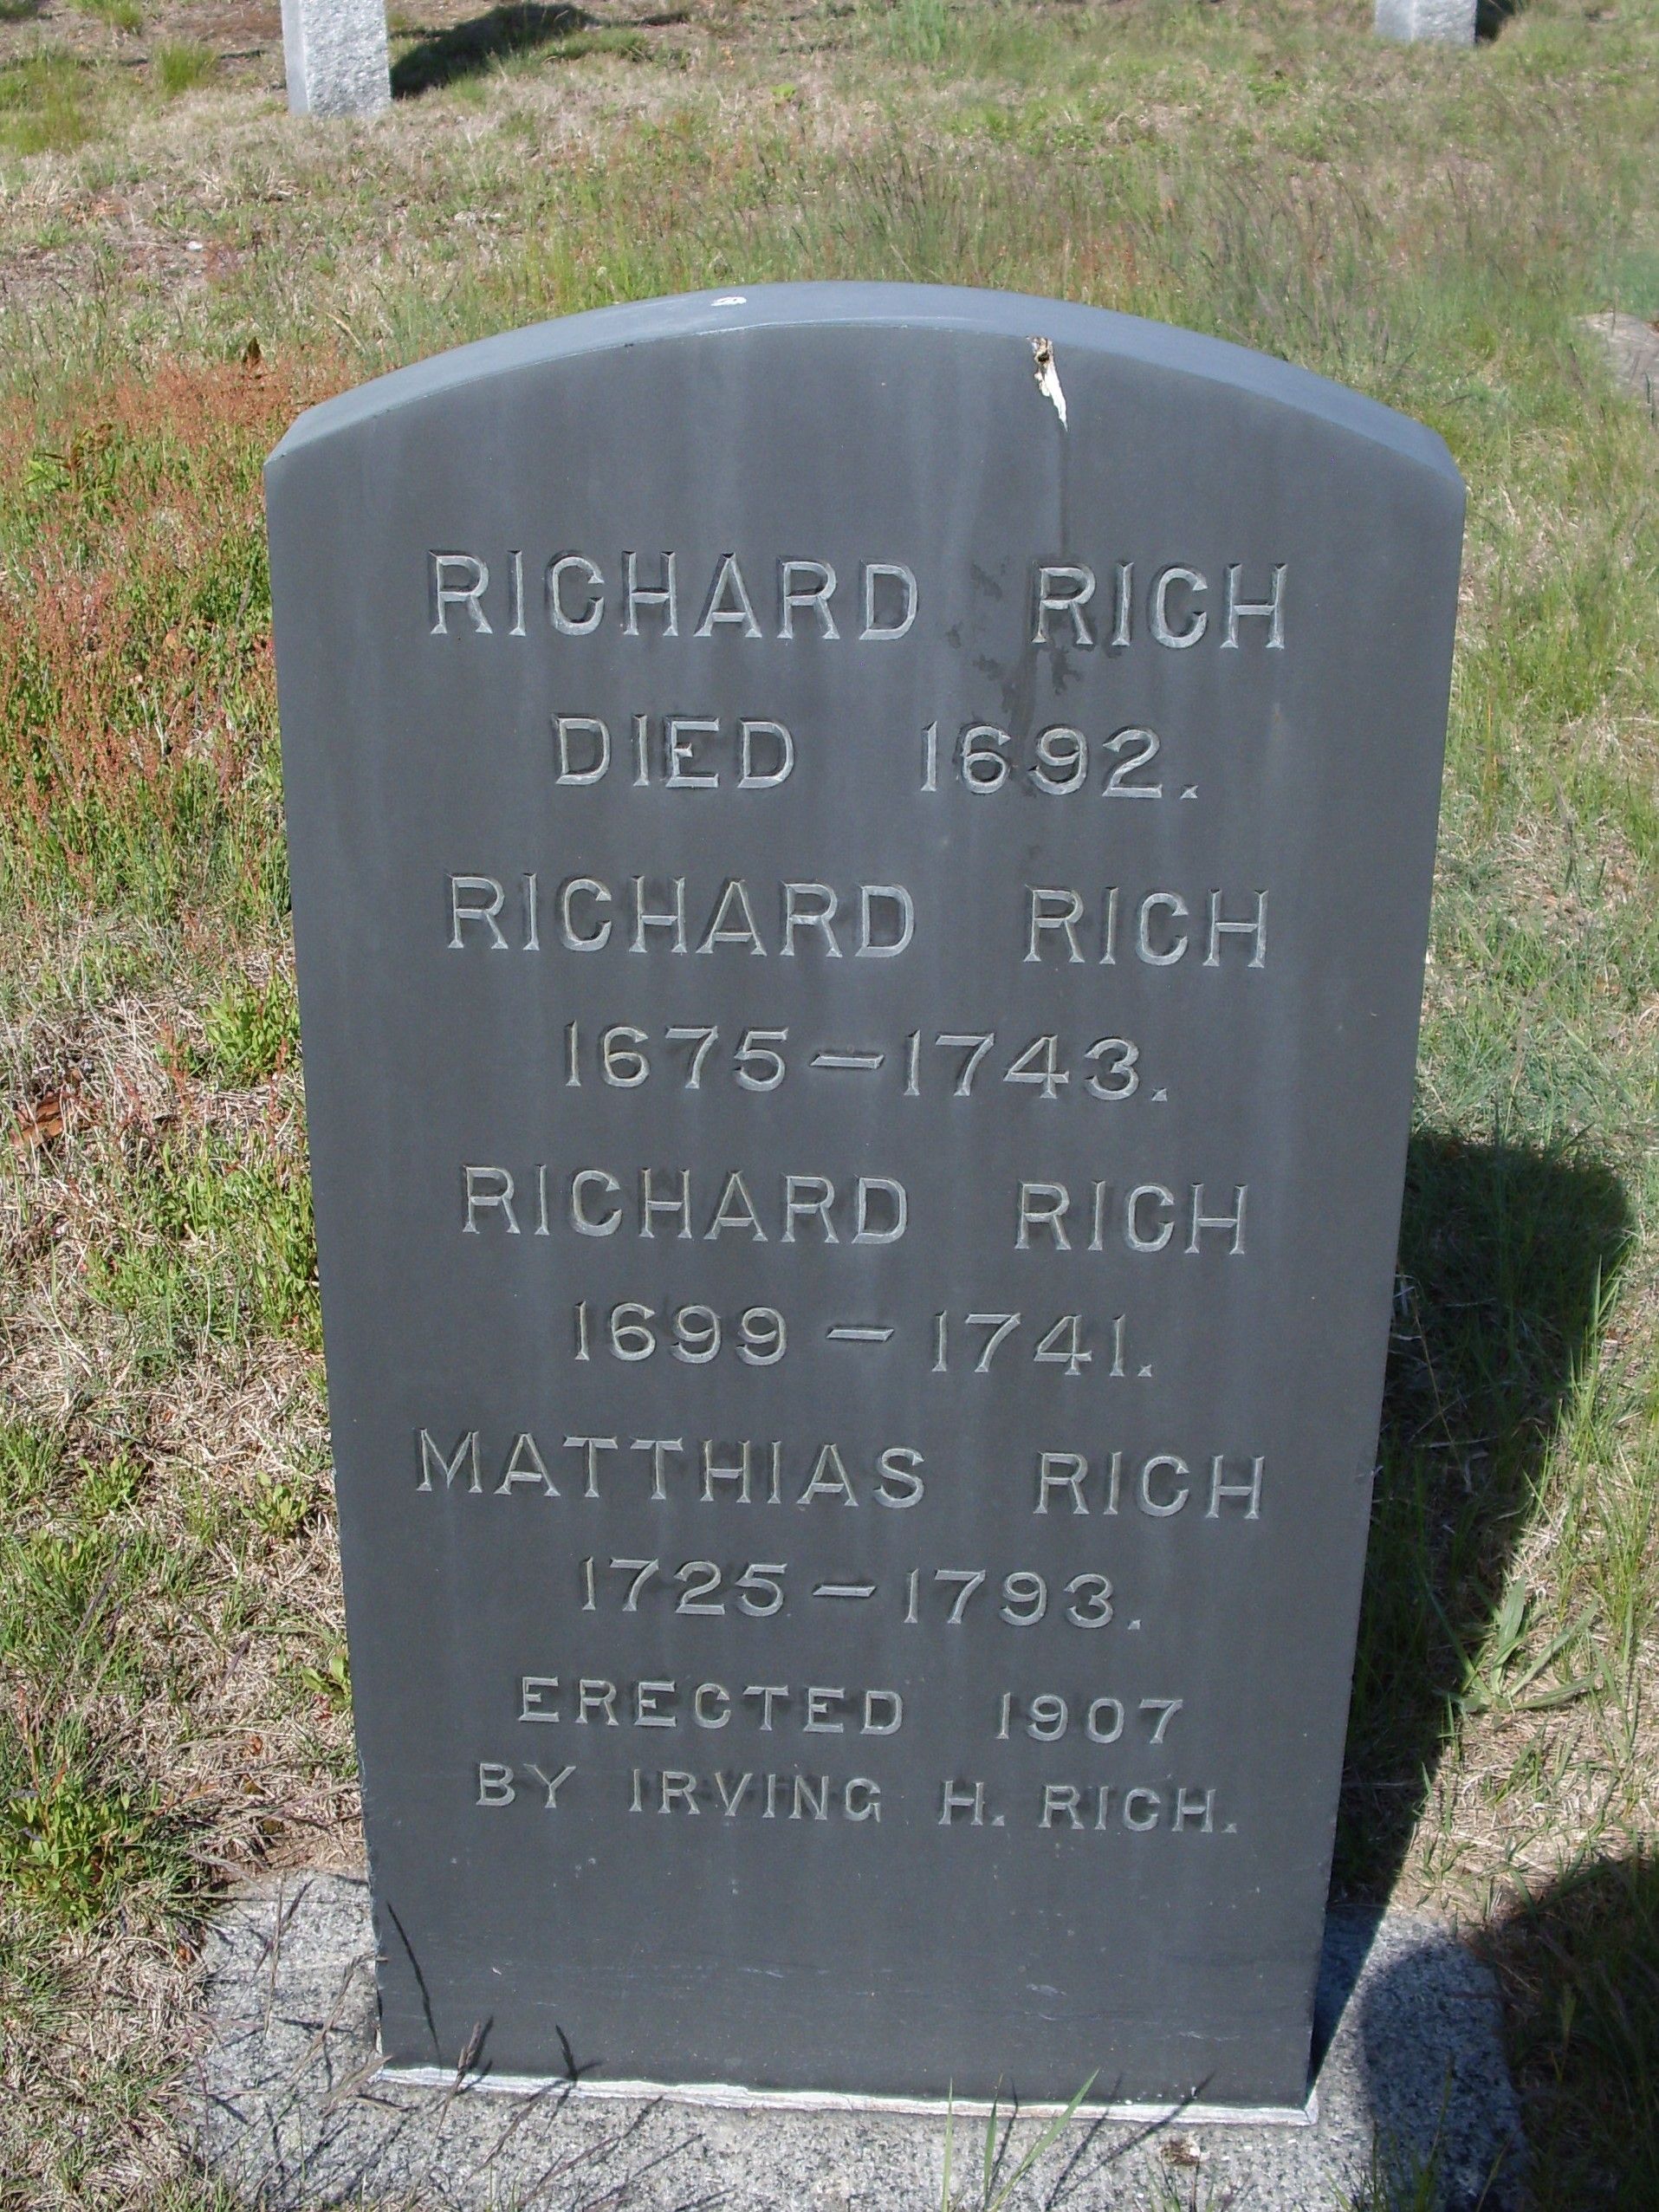 RICHARD RICH
DIED 1692.
RICHARD RICH
1675–1743.
RICHARD RICH
1699–1741.
MATTHIAS RICH
1725–1793.
ERECTED 1907
BY IRVING H. RICH.